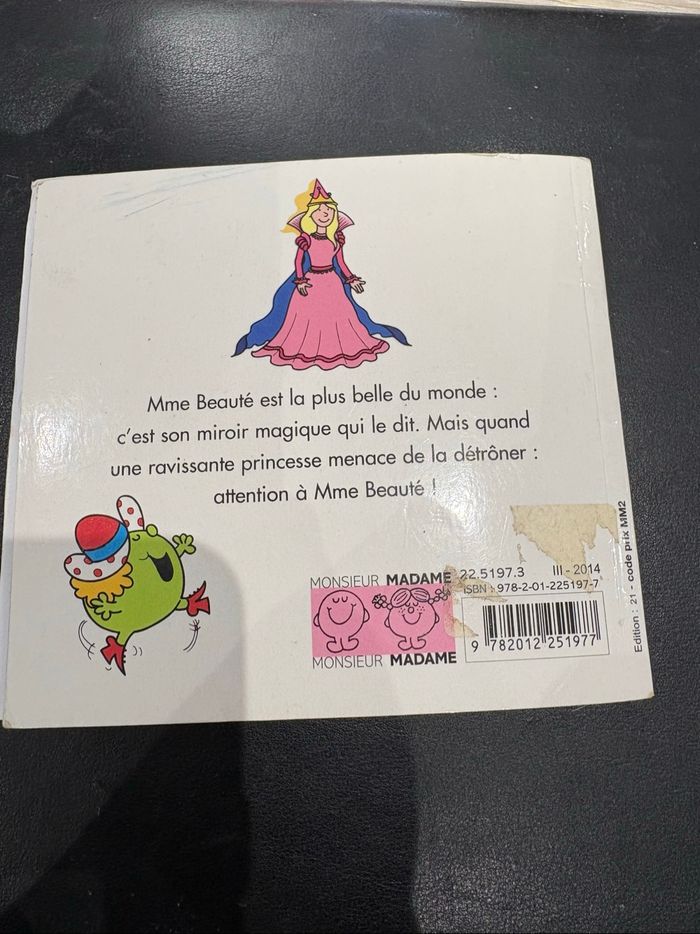 Mme Beauté est la plus belle du monde :
c'est son miroir magique qui le dit. Mais quand
une ravissante princesse menace de la détrôner :
attention à Mme Beauté !
MONSIEUR MADAME
MONSIEUR MADAME
22.5197.3 III - 2014
ISBN : 978-2-01-225197-7
9 782012 251977
Edition : 21 - code prix MM2